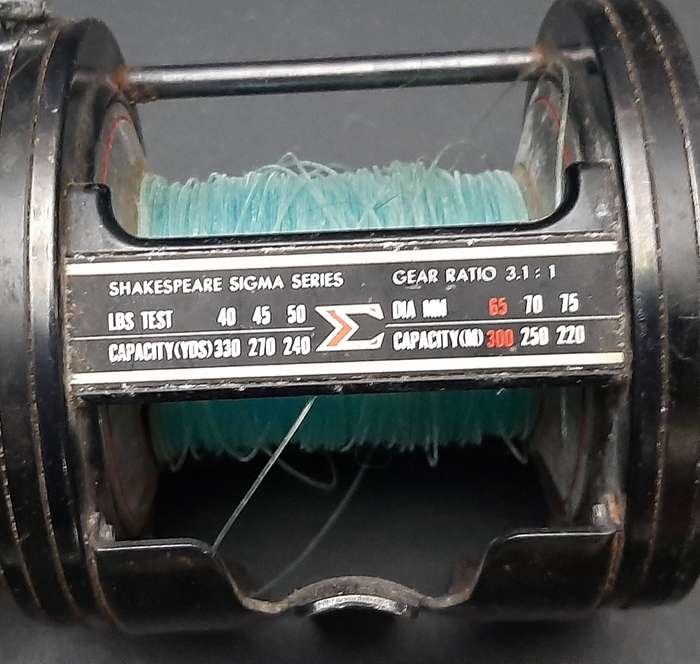 SHAKESPEARE SIGMA SERIES GEAR RATIO 3.1 : 1
LBS TEST 40 45 50 Σ DIA MM 65 70 75
CAPACITY(YDS) 330 270 240 CAPACITY(M) 300 250 220